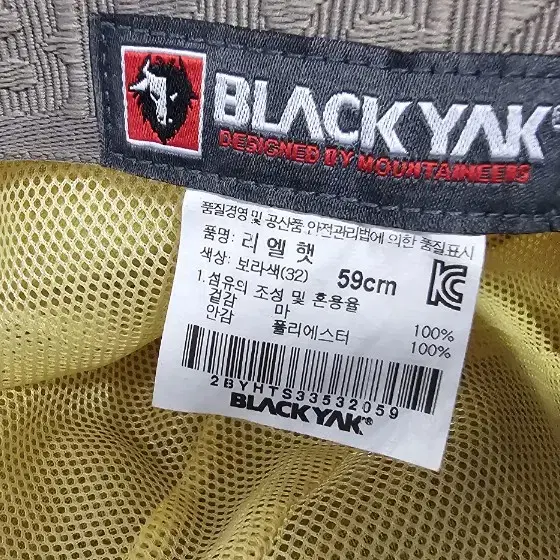 BLACKYAK®
DESIGNED BY MOUNTAINEERS
품질경영 및 공산품 안전관리법에 의한 품질표시
품명: 리 엘 햇
색상: 보라색(32) 59cm
1.섬유의 조성 및 혼용율
겉감 마 100%
안감 폴리에스터 100%
2BYHTS33532059
BLACKYAK®